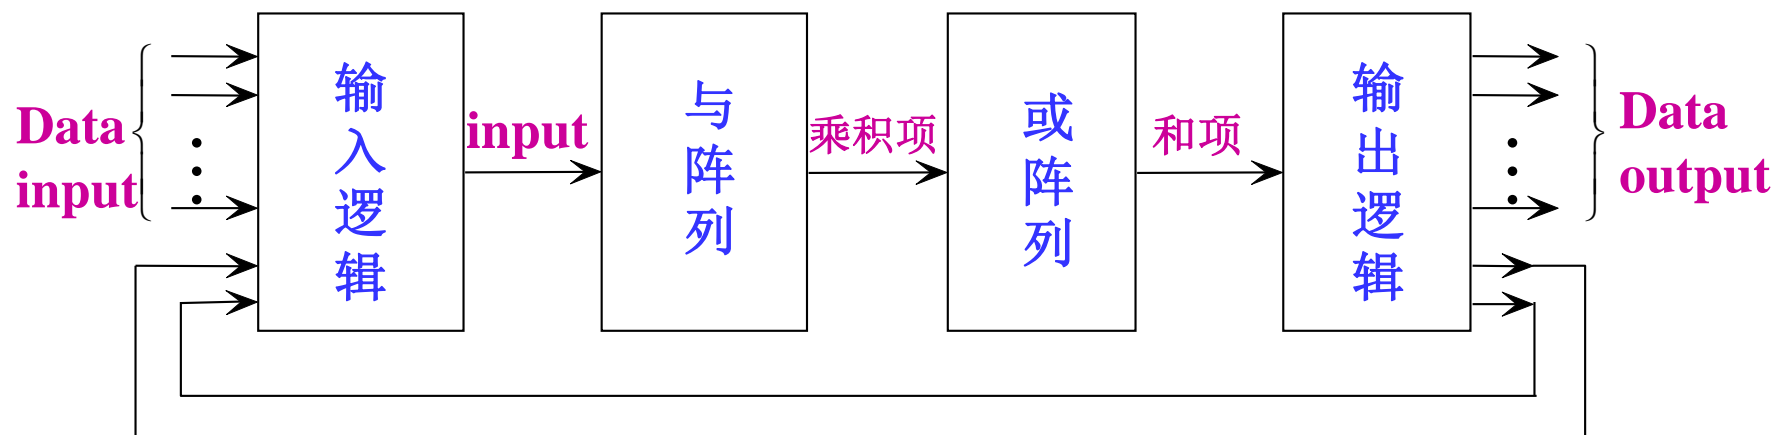 Data
input
输入逻辑
input
与阵列
乘积项
或阵列
和项
输出逻辑
Data
output